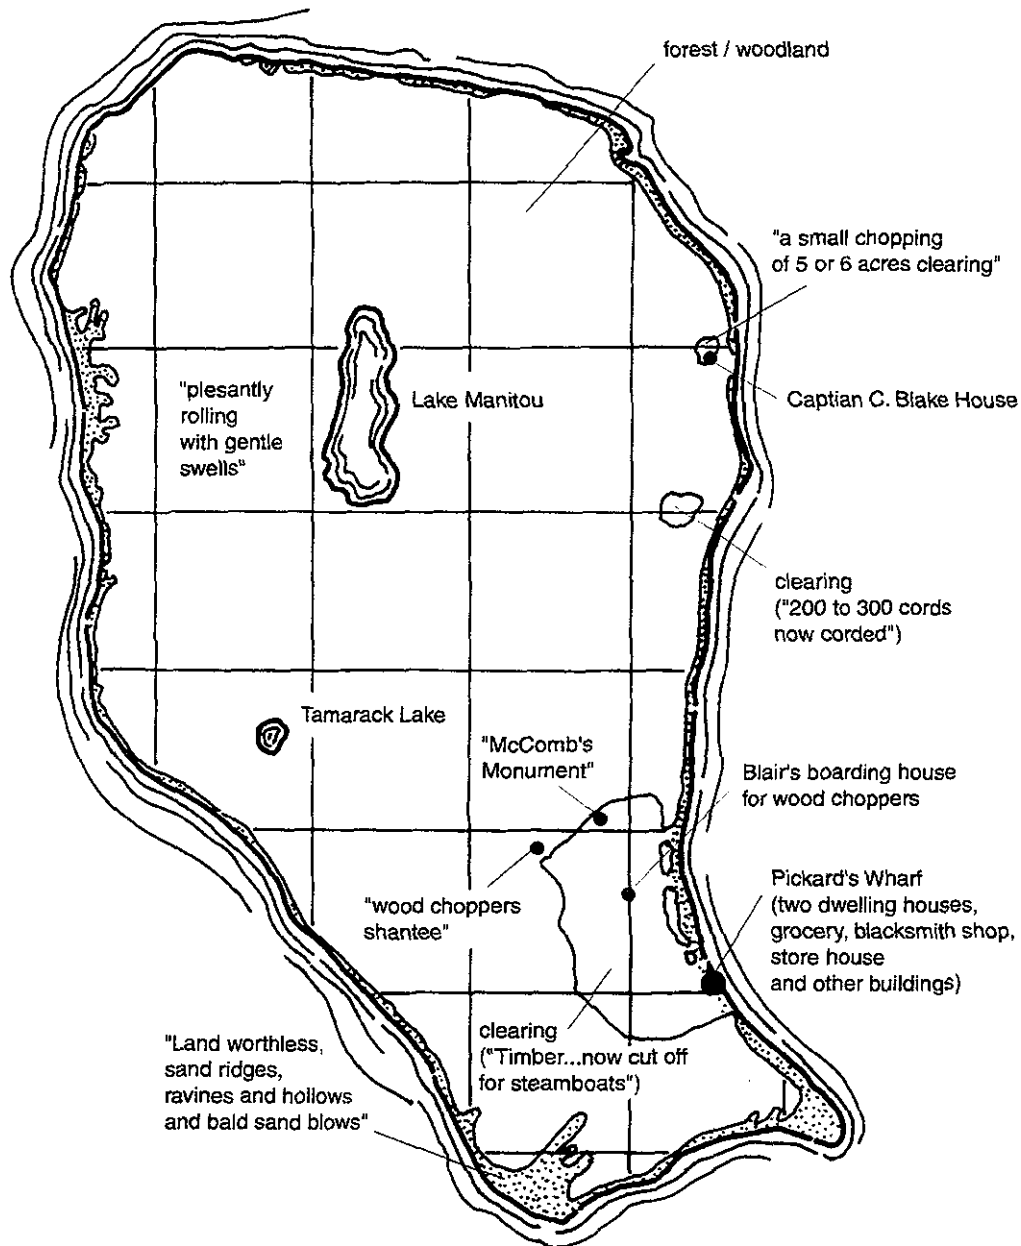 forest / woodland
"a small chopping
of 5 or 6 acres clearing"
"plesantly
rolling
with gentle
swells"
Lake Manitou
Captian C. Blake House
clearing
("200 to 300 cords
now corded")
Tamarack Lake
"McComb's
Monument"
Blair's boarding house
for wood choppers
"wood choppers
shantee"
Pickard's Wharf
(two dwelling houses,
grocery, blacksmith shop,
store house
and other buildings)
clearing
("Timber...now cut off
for steamboats")
"Land worthless,
sand ridges,
ravines and hollows
and bald sand blows"